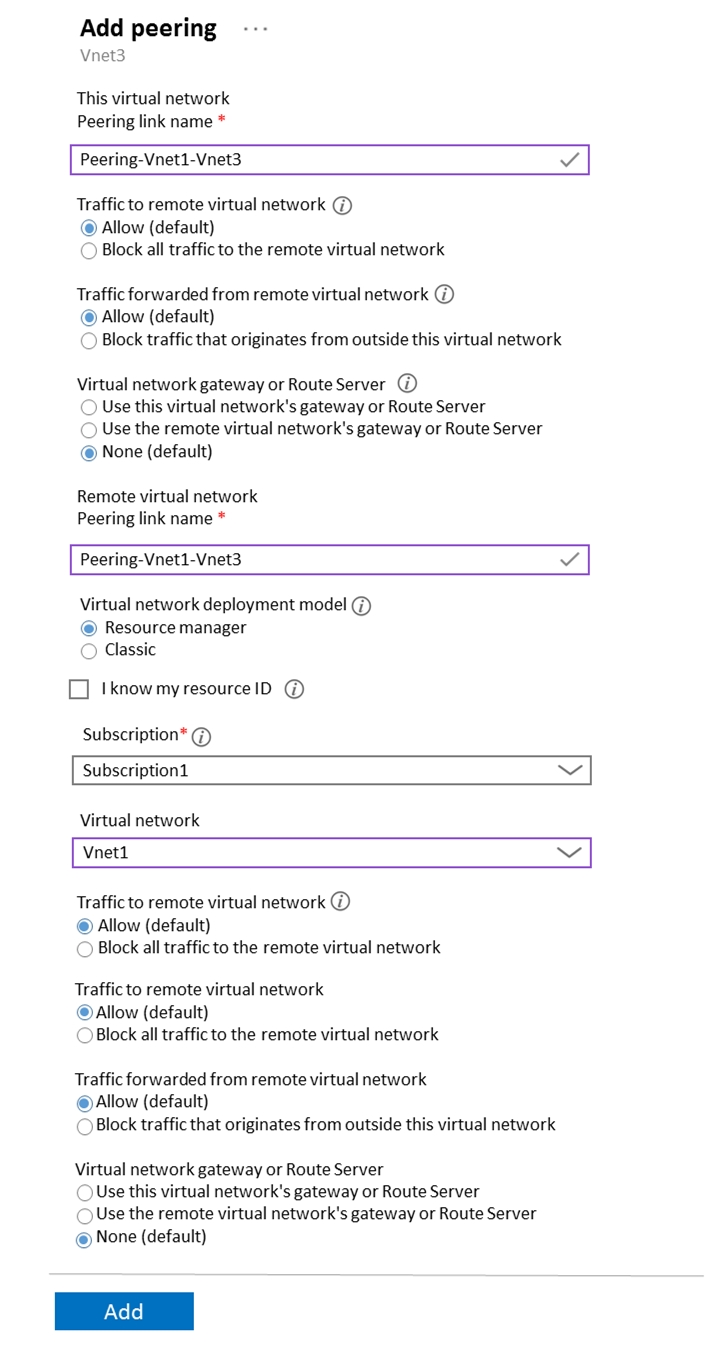 Add peering ...
Vnet3
This virtual network
Peering link name *
Peering-Vnet1-Vnet3
Traffic to remote virtual network i
Allow (default)
Block all traffic to the remote virtual network
Traffic forwarded from remote virtual network i
Allow (default)
Block traffic that originates from outside this virtual network
Virtual network gateway or Route Server i
Use this virtual network's gateway or Route Server
Use the remote virtual network's gateway or Route Server
None (default)
Remote virtual network
Peering link name *
Peering-Vnet1-Vnet3
Virtual network deployment model i
Resource manager
Classic
I know my resource ID i
Subscription* i
Subscription1
Virtual network
Vnet1
Traffic to remote virtual network i
Allow (default)
Block all traffic to the remote virtual network
Traffic to remote virtual network
Allow (default)
Block all traffic to the remote virtual network
Traffic forwarded from remote virtual network
Allow (default)
Block traffic that originates from outside this virtual network
Virtual network gateway or Route Server
Use this virtual network's gateway or Route Server
Use the remote virtual network's gateway or Route Server
None (default)
Add